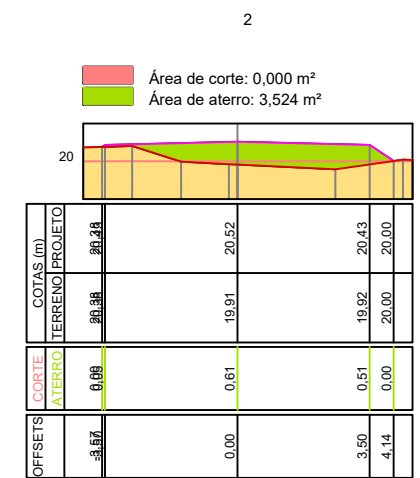 2
Área de corte: 0,000 m²
Área de aterro: 3,524 m²
20
COTAS (m)
PROJETO
20,52
20,43
20,00
TERRENO
19,91
19,92
20,00
CORTE
ATERRO
0,61
0,51
0,00
OFFSETS
0,00
3,50
4,14